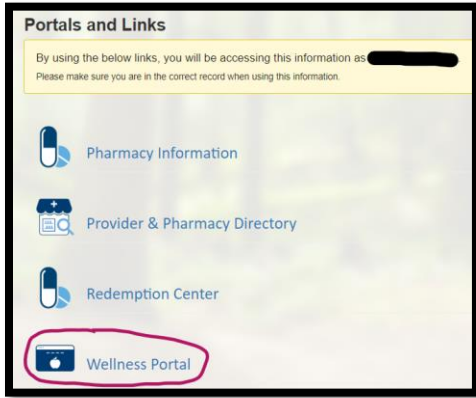 Portals and Links
By using the below links, you will be accessing this information as
Please make sure you are in the correct record when using this information.
Pharmacy Information
Provider & Pharmacy Directory
Redemption Center
Wellness Portal